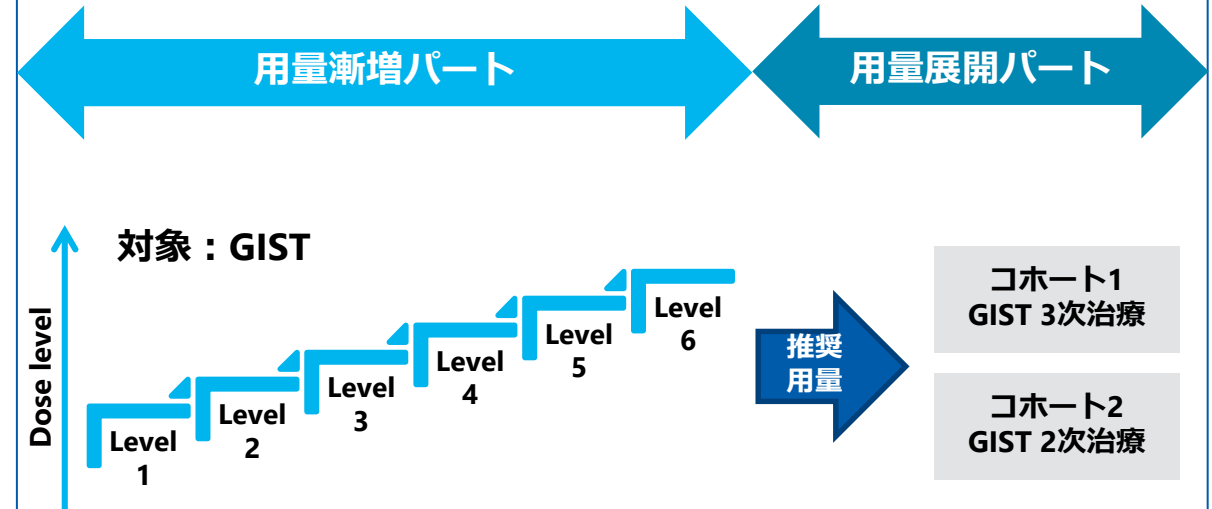 用量漸増パート
用量展開パート
対象：GIST
Dose level
Level
1
Level
2
Level
3
Level
4
Level
5
Level
6
推奨
用量
コホート1
GIST 3次治療
コホート2
GIST 2次治療